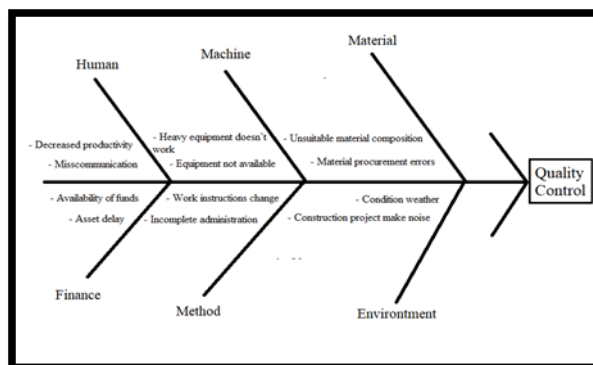 Human
Machine
Material
- Decreased productivity
- Misscommunication
- Heavy equipment doesn't
work
- Equipment not available
- Unsuitable material composition
- Material procurement errors
Quality
Control
- Availability of funds
- Asset delay
- Work instructions change
- Incomplete administration
- Condition weather
- Construction project make noise
Finance
Method
Environtment